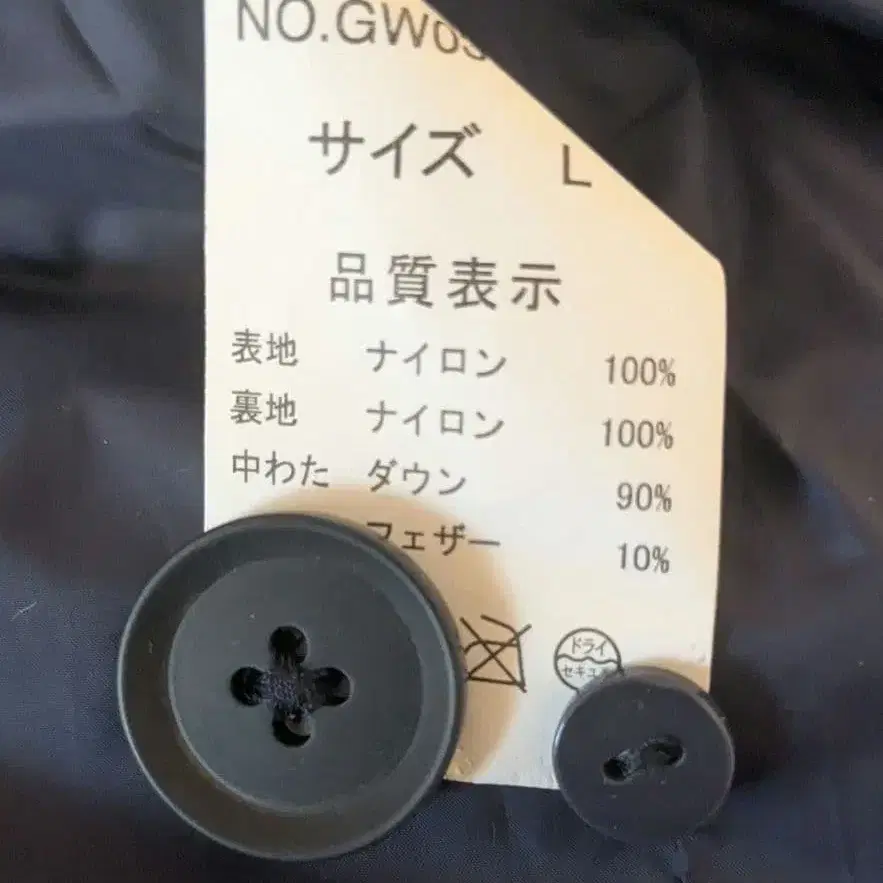 NO.GW03
サイズ L
品質表示
表地 ナイロン 100%
裏地 ナイロン 100%
中わた ダウン 90%
フェザー 10%
ドライ
セキユ系